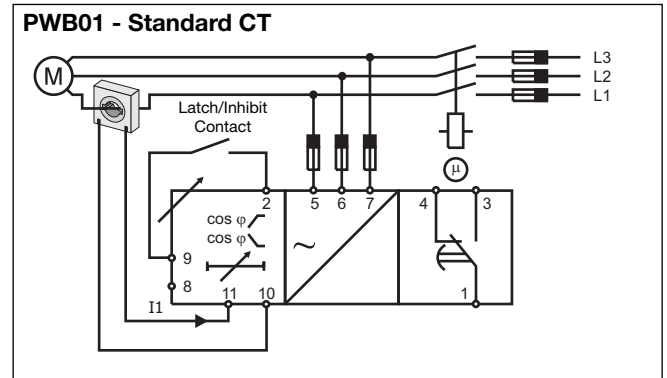 PWB01 - Standard CT
L3
L2
L1
M
Latch/Inhibit
Contact
μ
2 5 6 7 4 3
cos φ
cos φ
~
9
8
I1 11 10 1